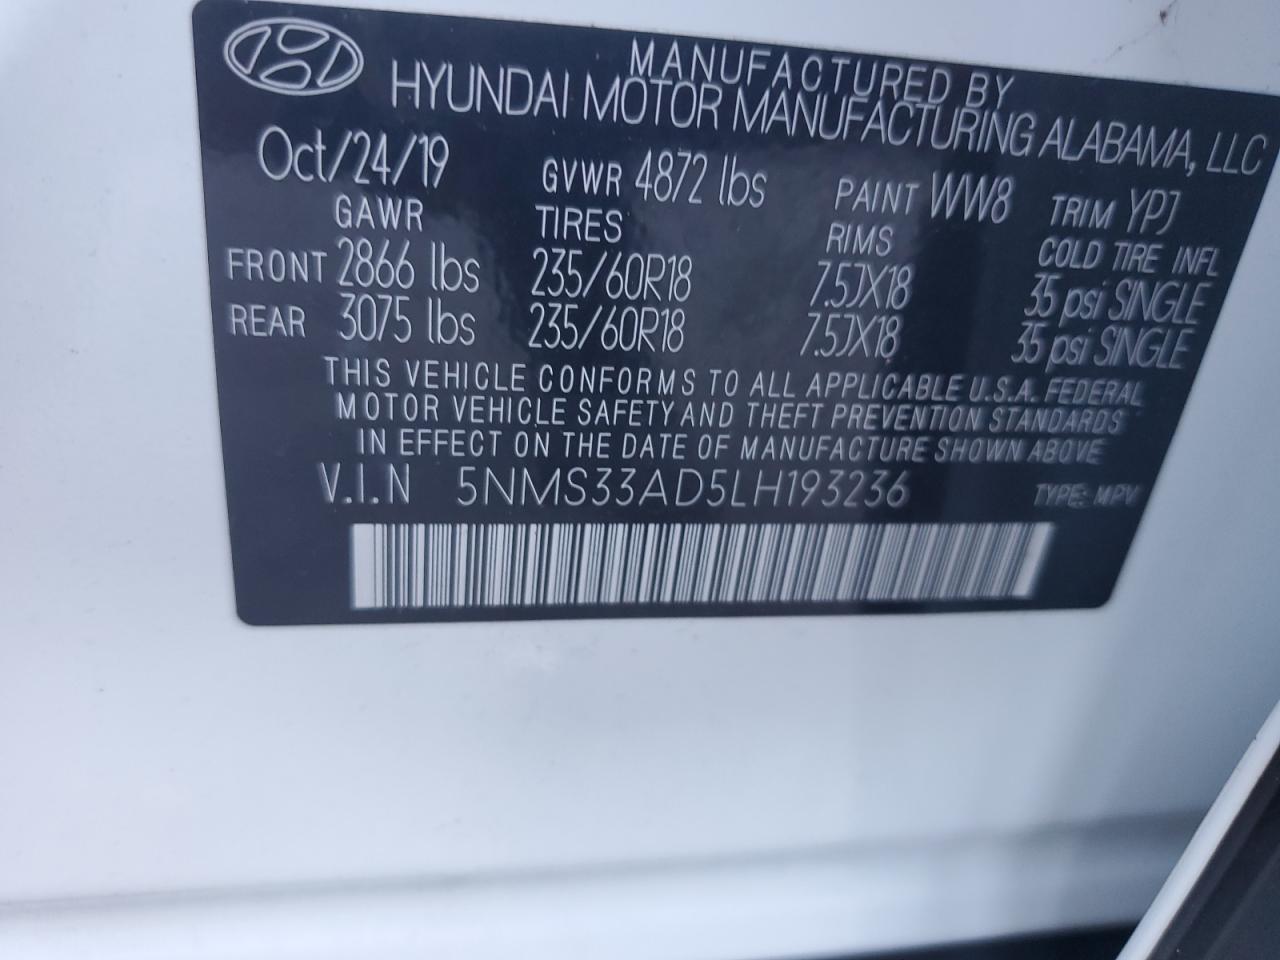 MANUFACTURED BY
HYUNDAI MOTOR MANUFACTURING ALABAMA, LLC
Oct/24/19 GVWR 4872 lbs PAINT WW8 TRIM YPJ
GAWR TIRES RIMS COLD TIRE INFL
FRONT 2866 lbs 235/60R18 7.5JX18 35 psi SINGLE
REAR 3075 lbs 235/60R18 7.5JX18 35 psi SINGLE
THIS VEHICLE CONFORMS TO ALL APPLICABLE U.S.A. FEDERAL
MOTOR VEHICLE SAFETY AND THEFT PREVENTION STANDARDS
IN EFFECT ON THE DATE OF MANUFACTURE SHOWN ABOVE
V.I.N 5NMS33AD5LH193236 TYPE: MPV